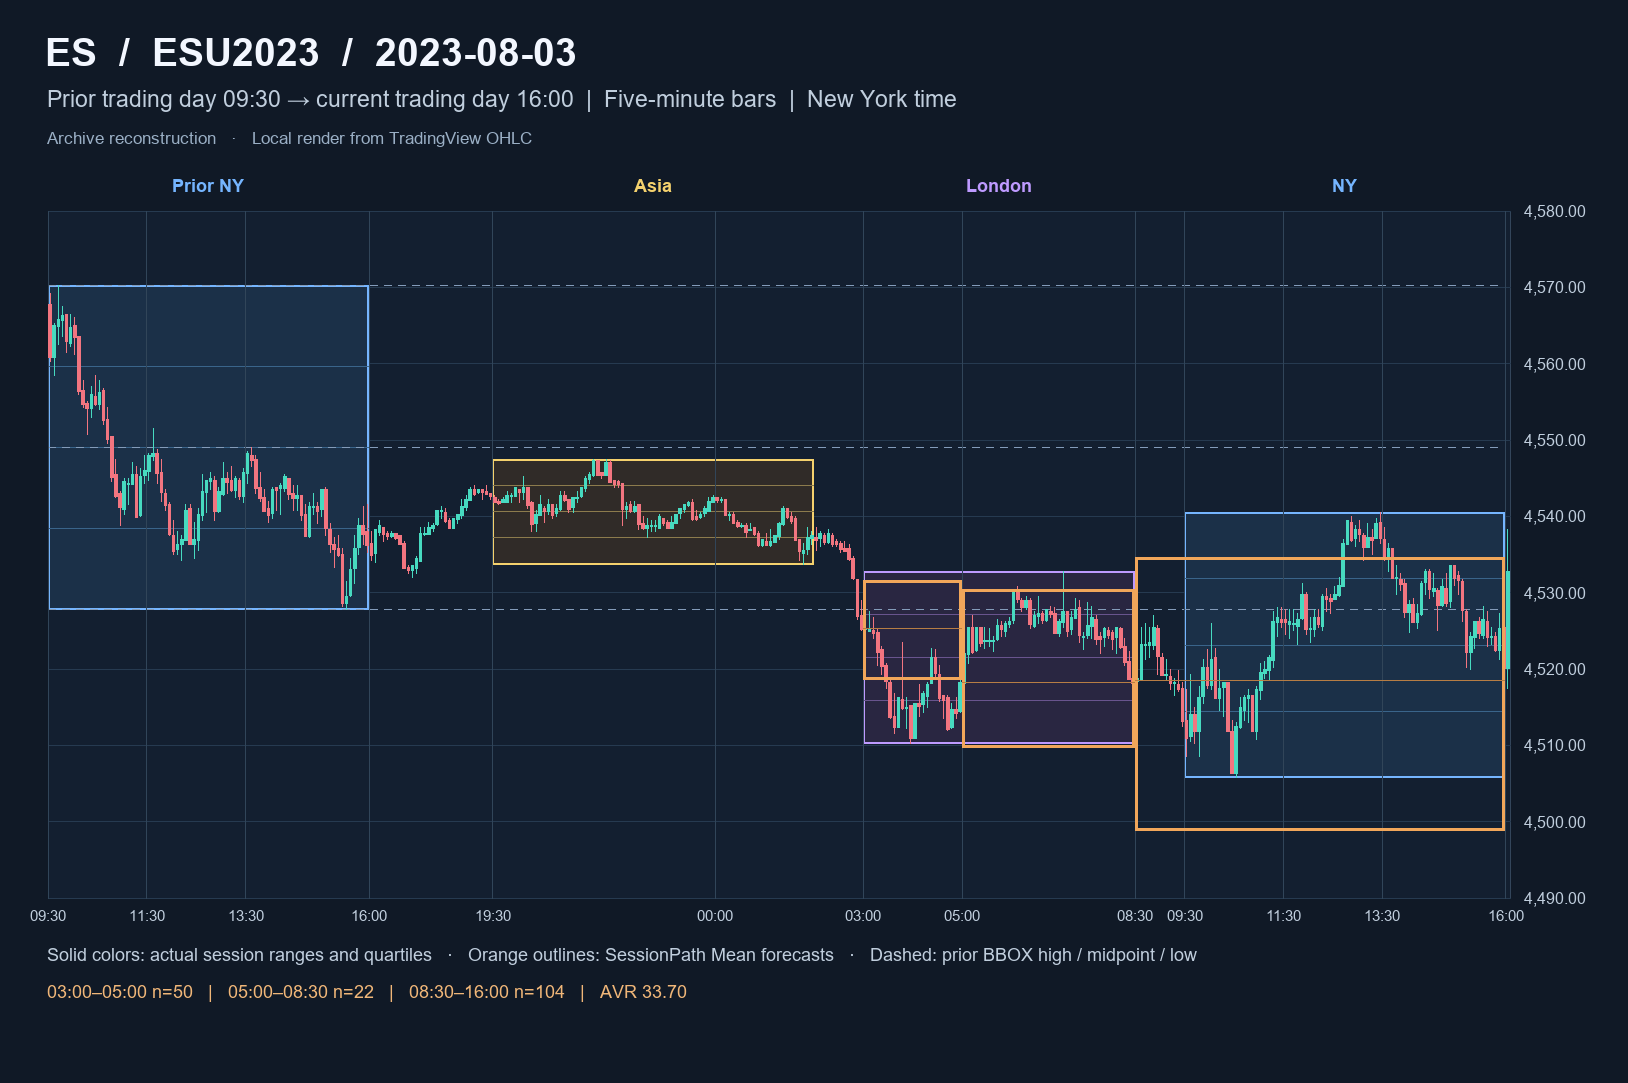 ES / ESU2023 / 2023-08-03
Prior trading day 09:30 → current trading day 16:00 | Five-minute bars | New York time
Archive reconstruction · Local render from TradingView OHLC
Prior NY Asia London NY
4,580.00
4,570.00
4,560.00
4,550.00
4,540.00
4,530.00
4,520.00
4,510.00
4,500.00
4,490.00
09:30 11:30 13:30 16:00 19:30 00:00 03:00 05:00 08:30 09:30 11:30 13:30 16:00
Solid colors: actual session ranges and quartiles · Orange outlines: SessionPath Mean forecasts · Dashed: prior BBOX high / midpoint / low
03:00–05:00 n=50 | 05:00–08:30 n=22 | 08:30–16:00 n=104 | AVR 33.70